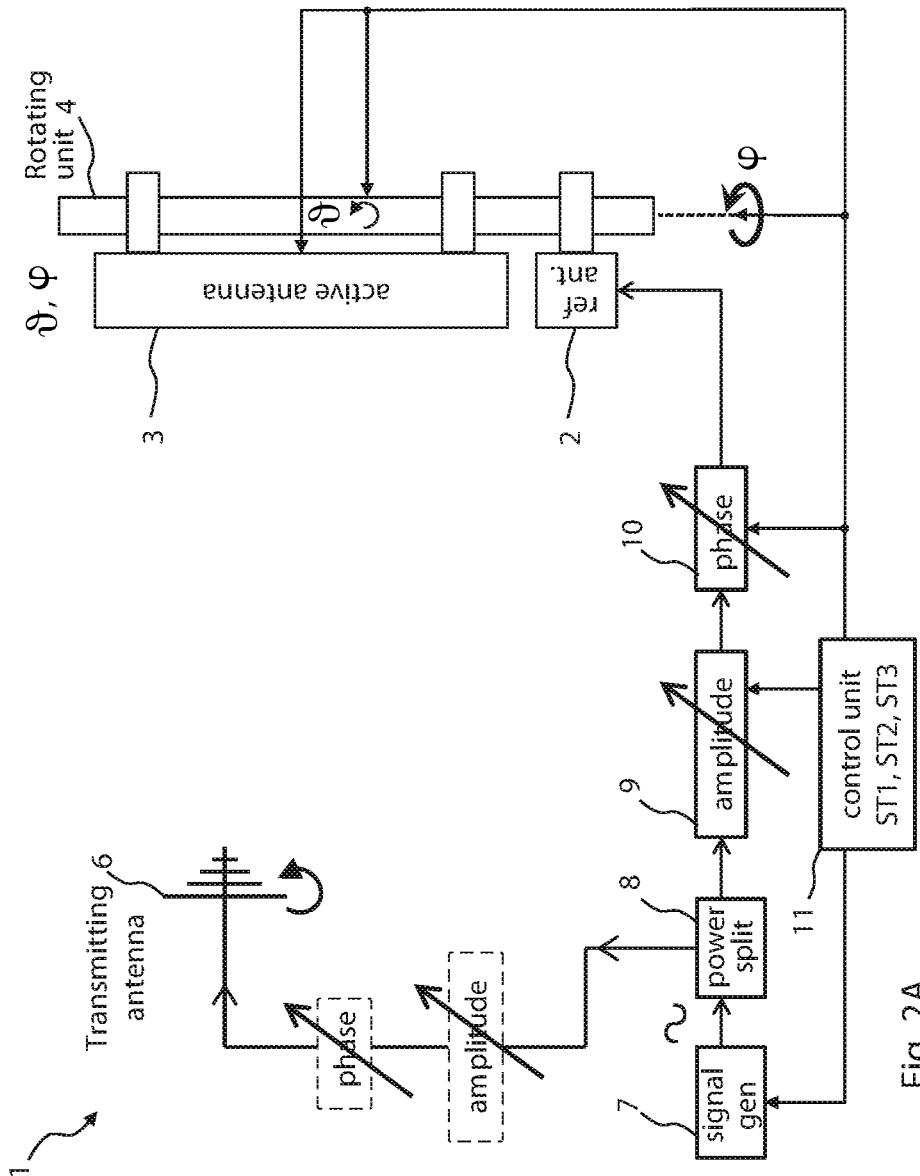 1
Transmitting 6
antenna
phase
amplitude
ϑ, φ
Rotating
unit 4
active antenna
ϑ
3
ref
ant.
2
φ
7
signal
gen
~
8
power
split
9
amplitude
10
phase
11
control unit
ST1, ST2, ST3
Fig. 2A